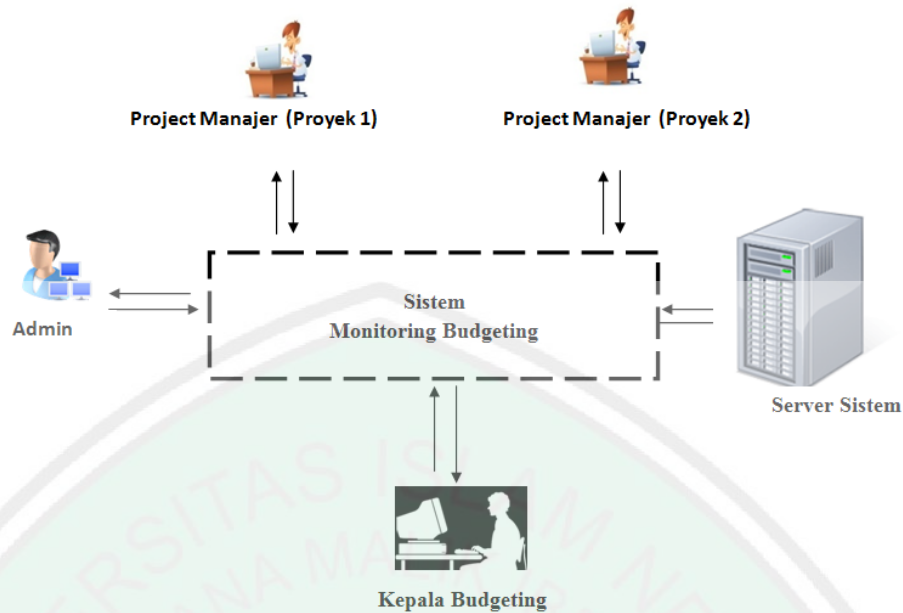 Project Manajer (Proyek 1)
Project Manajer (Proyek 2)
Sistem
Monitoring Budgeting
Admin
Server Sistem
Kepala Budgeting